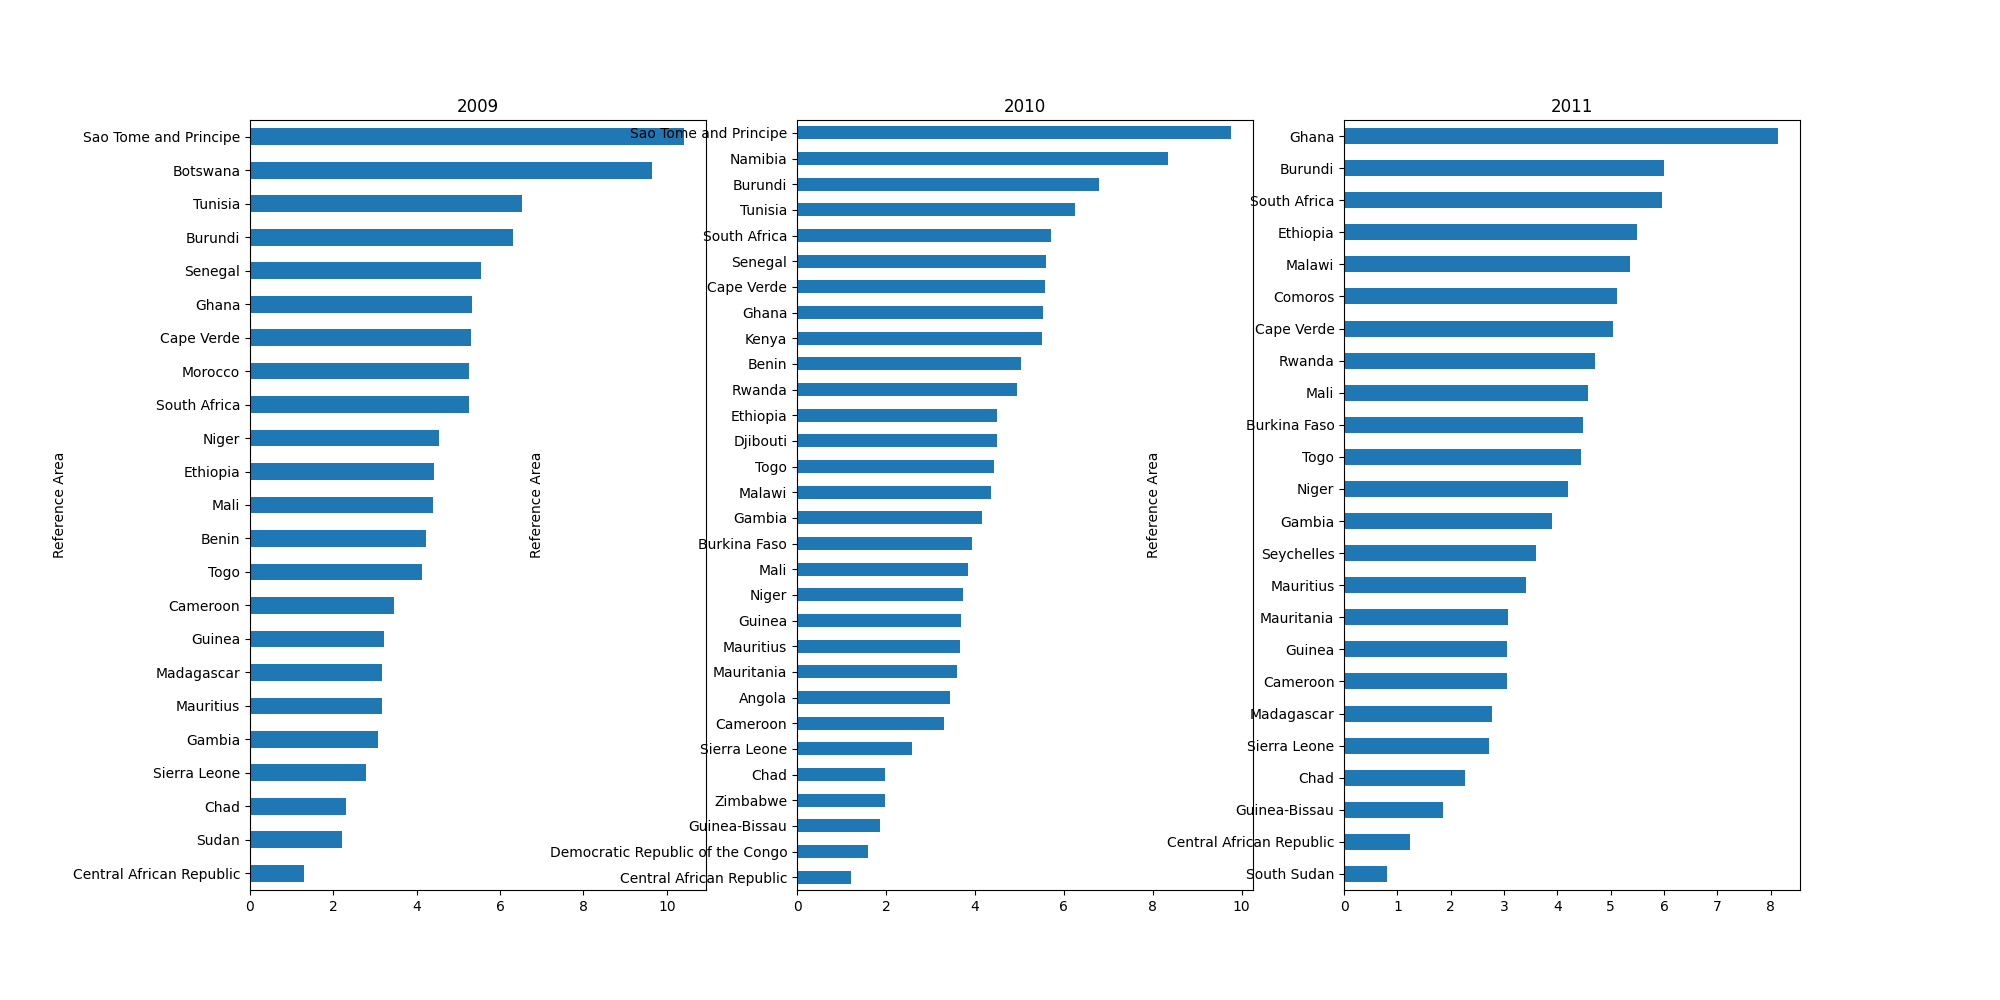 2009
Reference Area
Sao Tome and Principe
Botswana
Tunisia
Burundi
Senegal
Ghana
Cape Verde
Morocco
South Africa
Niger
Ethiopia
Mali
Benin
Togo
Cameroon
Guinea
Madagascar
Mauritius
Gambia
Sierra Leone
Chad
Sudan
Central African Republic
0 2 4 6 8 10
2010
Reference Area
Sao Tome and Principe
Namibia
Burundi
Tunisia
South Africa
Senegal
Cape Verde
Ghana
Kenya
Benin
Rwanda
Ethiopia
Djibouti
Togo
Malawi
Gambia
Burkina Faso
Mali
Niger
Guinea
Mauritius
Mauritania
Angola
Cameroon
Sierra Leone
Chad
Zimbabwe
Guinea-Bissau
Democratic Republic of the Congo
Central African Republic
0 2 4 6 8 10
2011
Reference Area
Ghana
Burundi
South Africa
Ethiopia
Malawi
Comoros
Cape Verde
Rwanda
Mali
Burkina Faso
Togo
Niger
Gambia
Seychelles
Mauritius
Mauritania
Guinea
Cameroon
Madagascar
Sierra Leone
Chad
Guinea-Bissau
Central African Republic
South Sudan
0 1 2 3 4 5 6 7 8